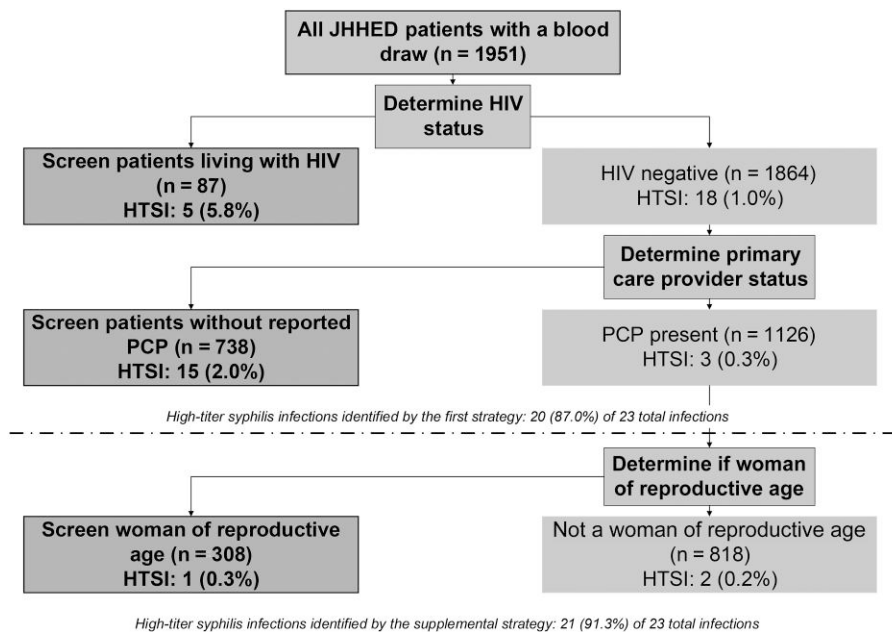 All JHHED patients with a blood
draw (n = 1951)
Determine HIV
status
Screen patients living with HIV
(n = 87)
HTSI: 5 (5.8%)
HIV negative (n = 1864)
HTSI: 18 (1.0%)
Determine primary
care provider status
Screen patients without reported
PCP (n = 738)
HTSI: 15 (2.0%)
PCP present (n = 1126)
HTSI: 3 (0.3%)
High-titer syphilis infections identified by the first strategy: 20 (87.0%) of 23 total infections
Determine if woman
of reproductive age
Screen woman of reproductive
age (n = 308)
HTSI: 1 (0.3%)
Not a woman of reproductive age
(n = 818)
HTSI: 2 (0.2%)
High-titer syphilis infections identified by the supplemental strategy: 21 (91.3%) of 23 total infections